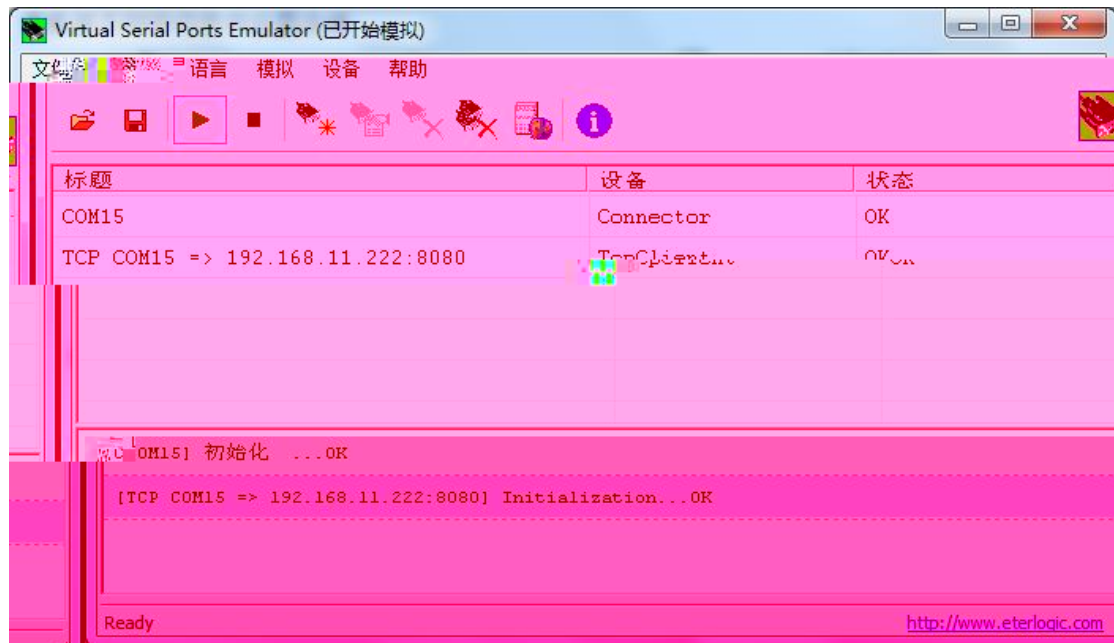 Virtual Serial Ports Emulator (已开始模拟)
语言 模拟 设备 帮助
标题 设备 状态
COM15 Connector OK
TCP COM15 => 192.168.11.222:8080
初始化 ...OK
[TCP COM15 => 192.168.11.222:8080] Initialization...OK
Ready http://www.eterlogic.com